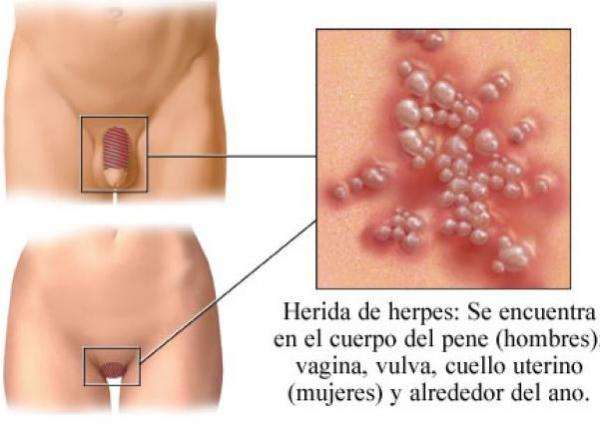 Herida de herpes: Se encuentra
en el cuerpo del pene (hombres);
vagina, vulva, cuello uterino
(mujeres) y alrededor del ano.